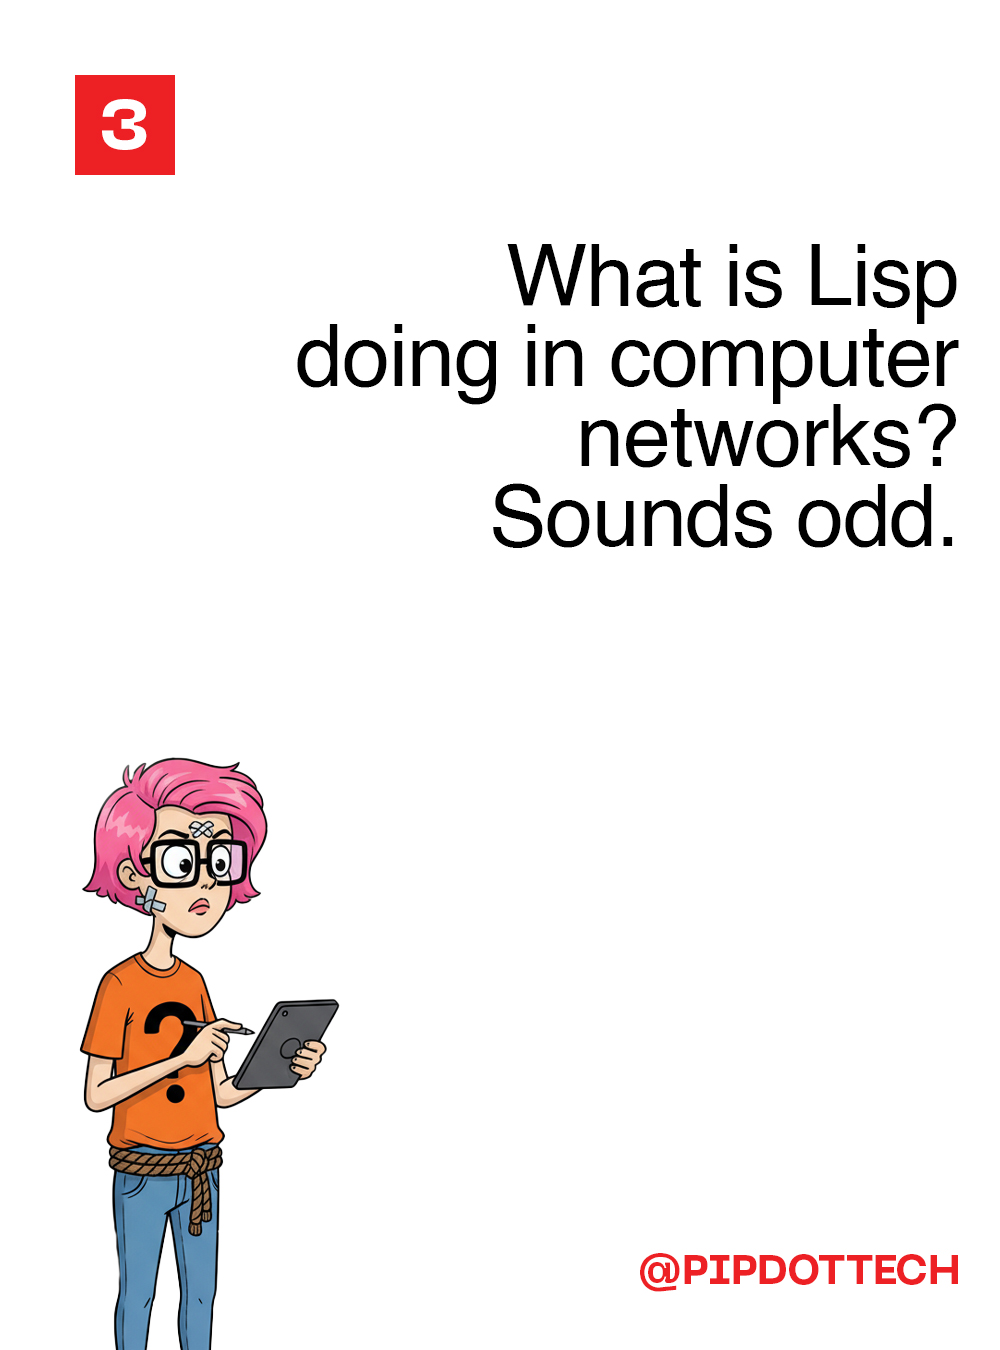 3
What is Lisp
doing in computer
networks?
Sounds odd.
?
@PIPDOTTECH